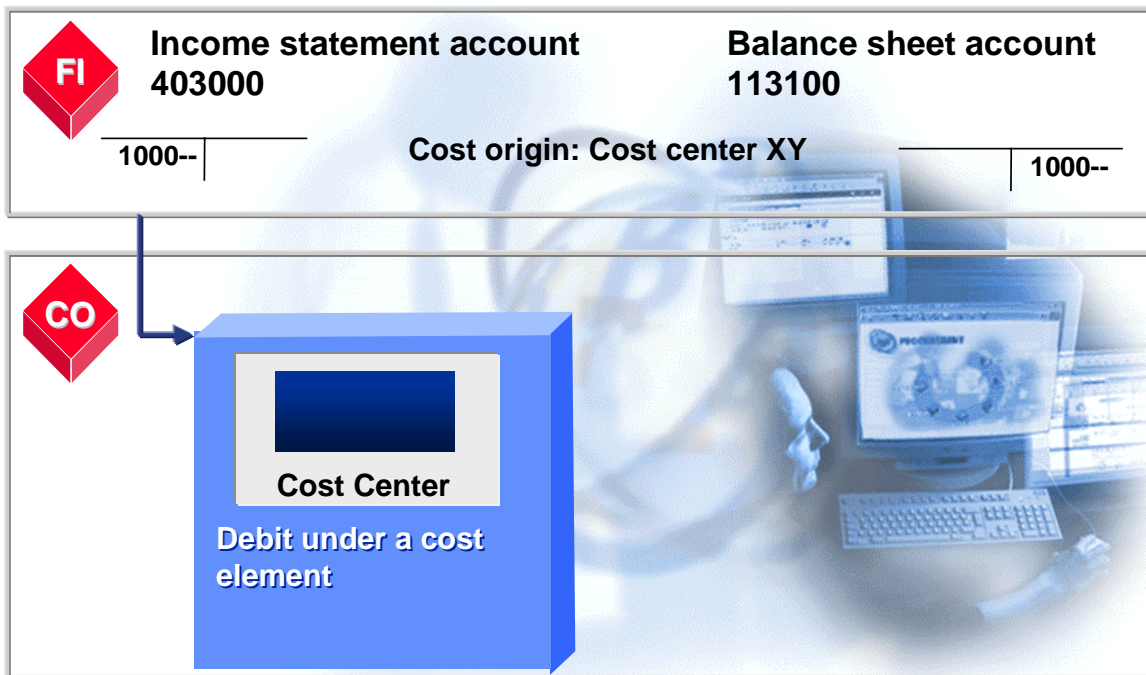 FI
Income statement account
403000
Balance sheet account
113100
1000--
Cost origin: Cost center XY
1000--
CO
PROCUREMENT
Cost Center
Debit under a cost
element